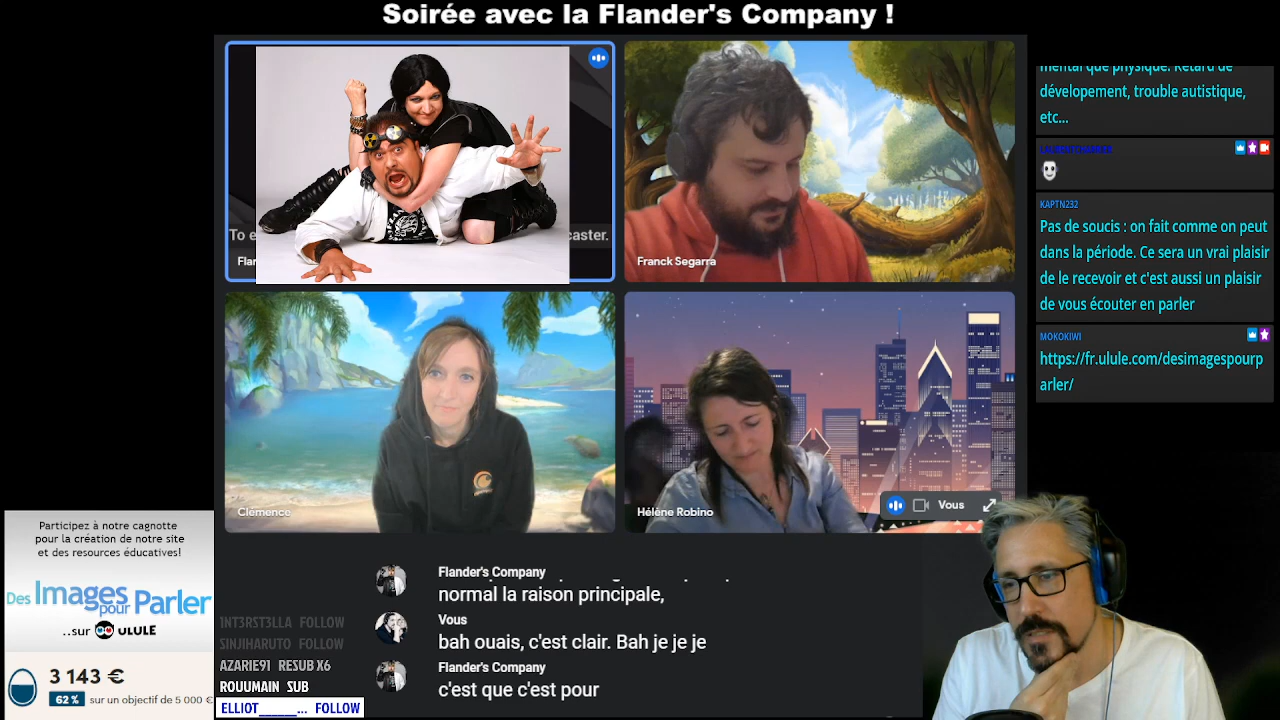 Soirée avec la Flander's Company !
mental que physique. Retard de
dévelopement, trouble autistique,
etc...
KAPTN232
Pas de soucis : on fait comme on peut
dans la période. Ce sera un vrai plaisir
de le recevoir et c'est aussi un plaisir
de vous écouter en parler
MOKOKIWI
https://fr.ulule.com/desimagespourp
arler/
To e
caster.
Flan
Franck Segarra
Clémence
Hélène Robino
Vous
Flander's Company
normal la raison principale,
Vous
bah ouais, c'est clair. Bah je je je
Flander's Company
c'est que c'est pour
Participez à notre cagnotte
pour la création de notre site
et des resources éducatives!
Des Images pour Parler
..sur ULULE
3 143 €
62 % sur un objectif de 5 000 €
1NT3RST3LLA FOLLOW
SINJIHARUTO FOLLOW
AZARIE91 RESUB X6
ROUUMAIN SUB
ELLIOT______... FOLLOW